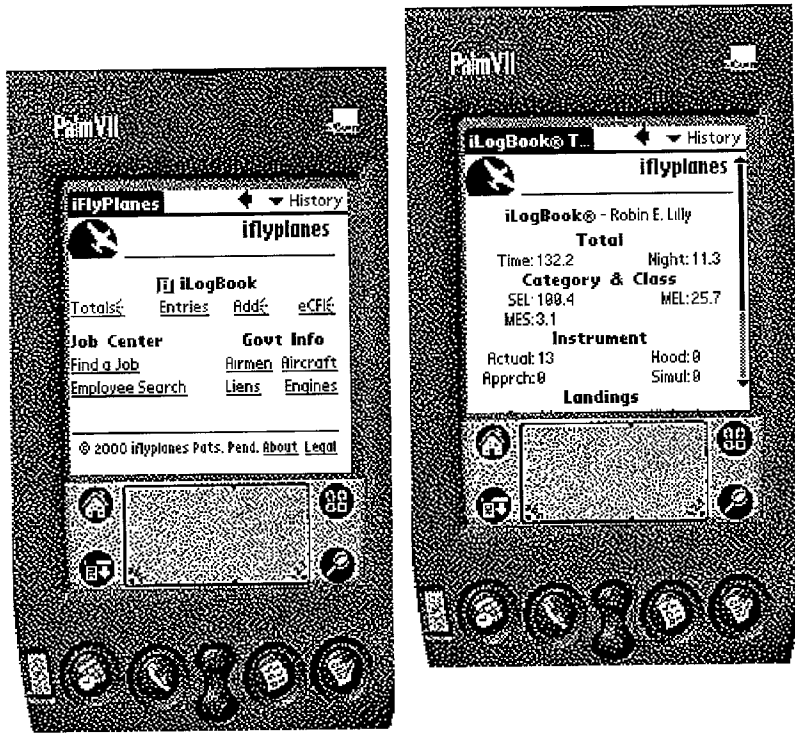 PalmVII
iFlyPlanes
History
iflyplanes
iLogBook
Totals Entries Add eCFI
Job Center Govt Info
Find a Job Airmen Aircraft
Employee Search Liens Engines
© 2000 iflyplanes Pats. Pend. About Legal
PalmVII
iLogBook® T...
History
iflyplanes
iLogBook® - Robin E. Lilly
Total
Time: 132.2 Night: 11.3
Category & Class
SEL: 100.4 MEL: 25.7
MES: 3.1
Instrument
Actual: 13 Hood: 0
Apprch: 0 Simul: 0
Landings